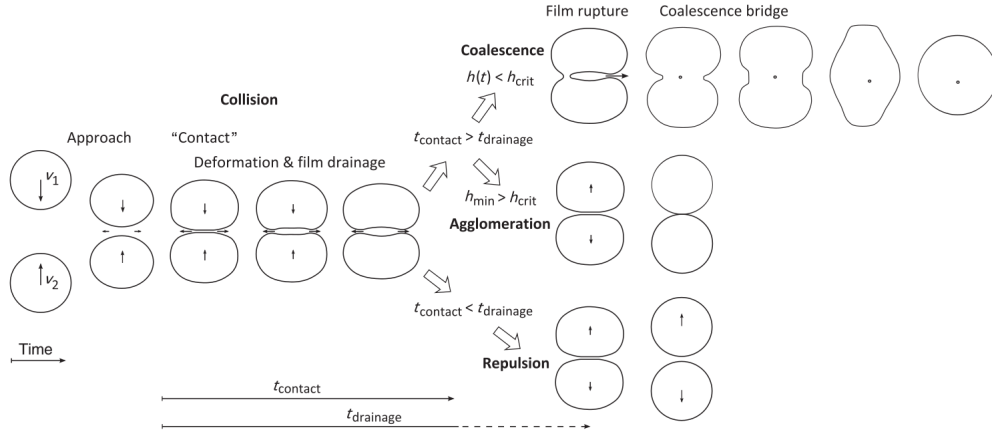 Film rupture
Coalescence bridge
Coalescence
h(t) < h_crit
Collision
Approach
"Contact"
t_contact > t_drainage
Deformation & film drainage
v_1
h_min > h_crit
Agglomeration
v_2
t_contact < t_drainage
Time
Repulsion
t_contact
t_drainage